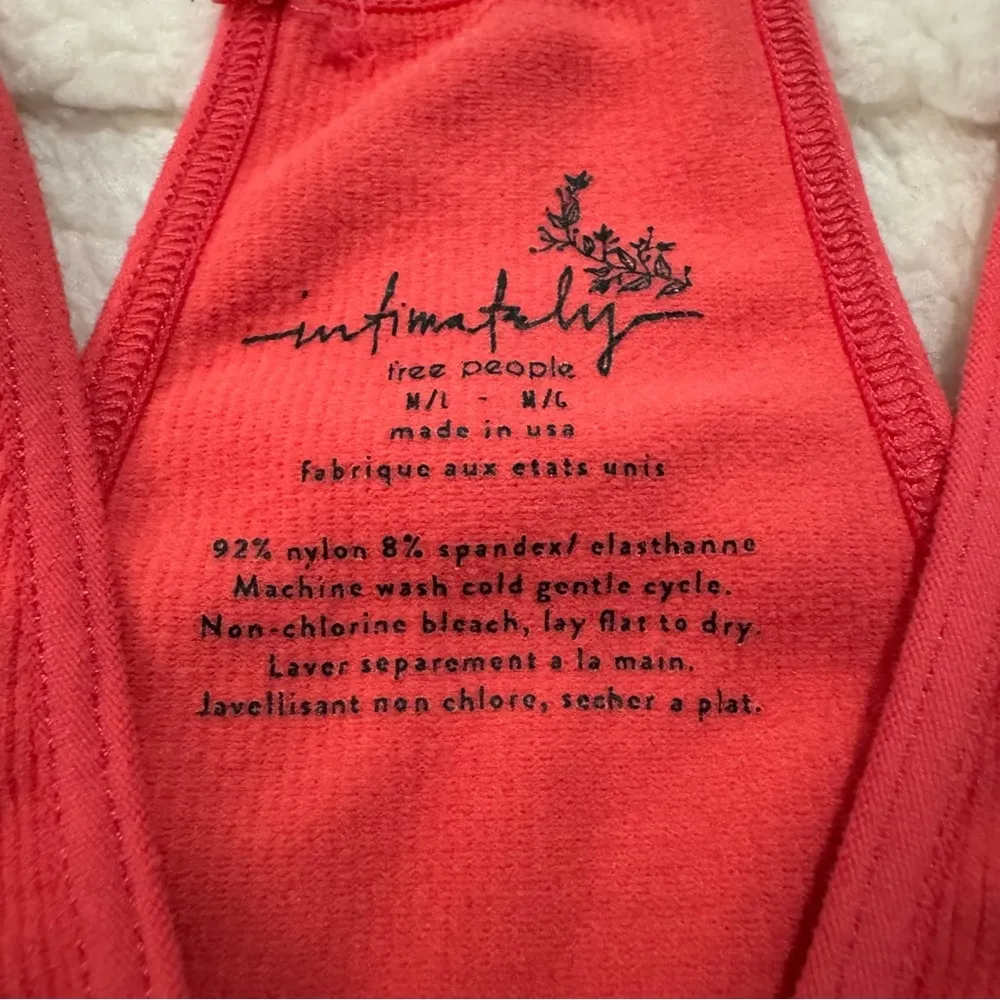 intimately
free people
M/L - M/G
made in usa
fabrique aux etats unis
92% nylon 8% spandex/ elasthanne
Machine wash cold gentle cycle.
Non-chlorine bleach, lay flat to dry.
Laver separement a la main.
Javellisant non chlore, secher a plat.